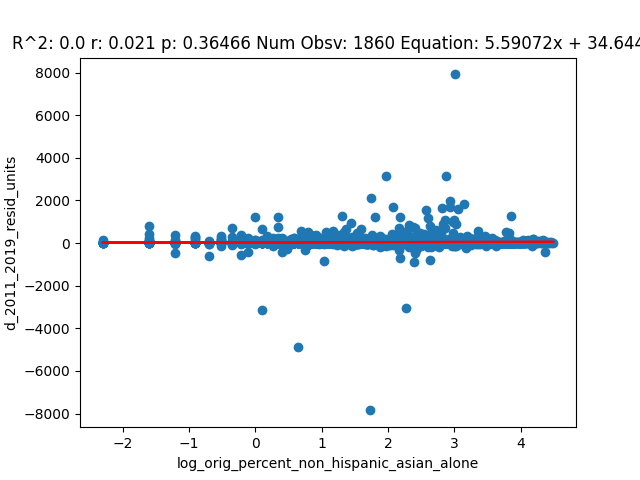 R^2: 0.0 r: 0.021 p: 0.36466 Num Obsv: 1860 Equation: 5.59072x + 34.644
8000
6000
4000
2000
0
−2000
−4000
−6000
−8000
d_2011_2019_resid_units
−2 −1 0 1 2 3 4
log_orig_percent_non_hispanic_asian_alone